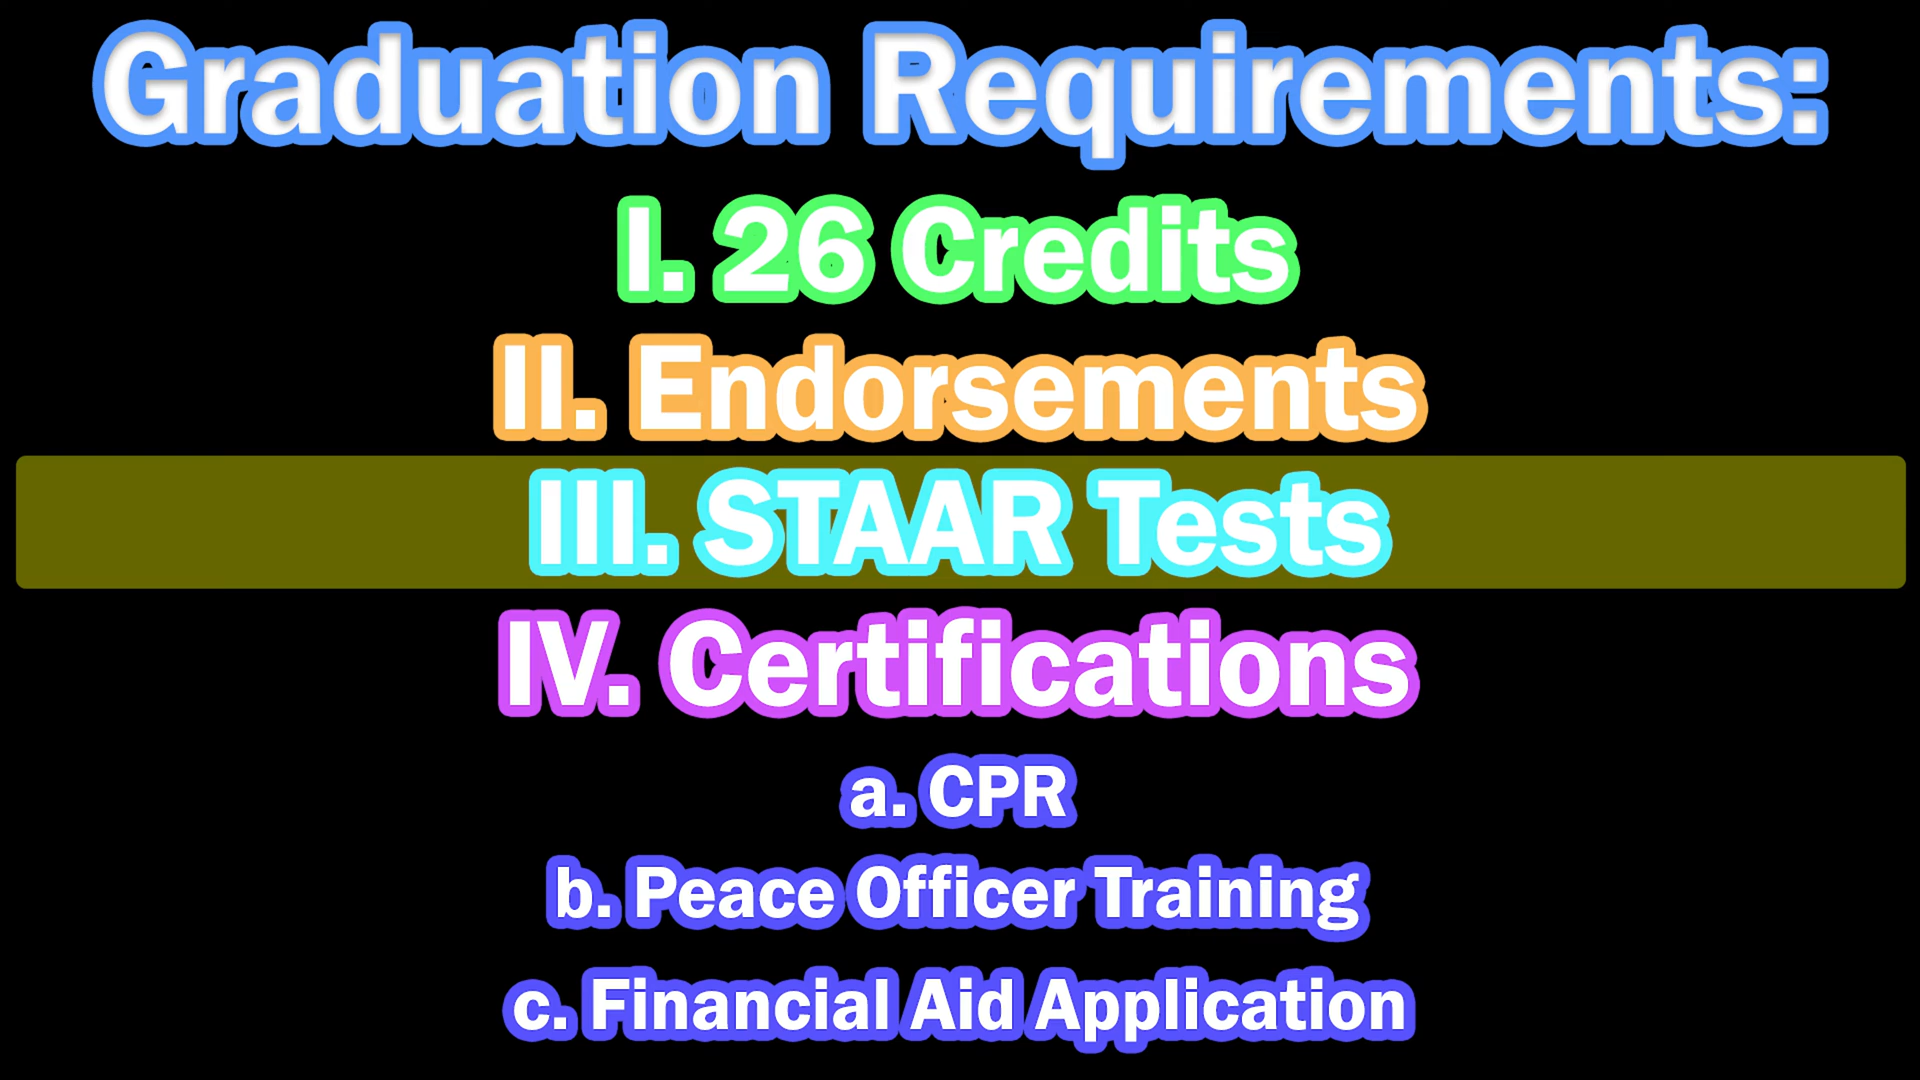 Graduation Requirements:
I. 26 Credits
II. Endorsements
III. STAAR Tests
IV. Certifications
a. CPR
b. Peace Officer Training
c. Financial Aid Application